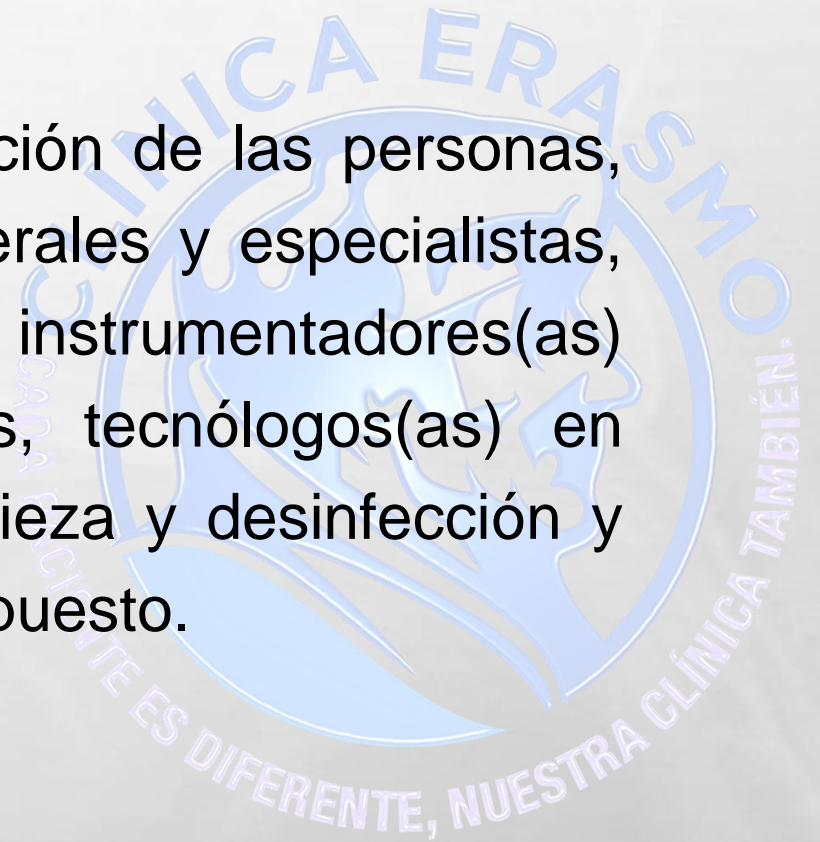 CLINICA ERASMO
ción de las personas,
erales y especialistas,
instrumentadores(as)
s, tecnólogos(as) en
ieza y desinfección y
puesto.
CADA PACIENTE ES DIFERENTE, NUESTRA CLÍNICA TAMBIÉN.